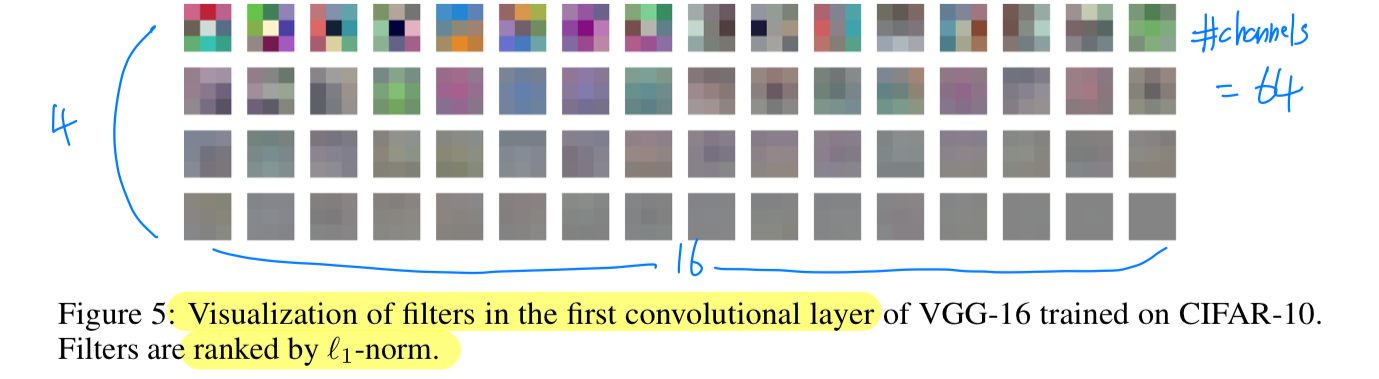 #channels
= 64
4
16
Figure 5: Visualization of filters in the first convolutional layer of VGG-16 trained on CIFAR-10.
Filters are ranked by ℓ₁-norm.